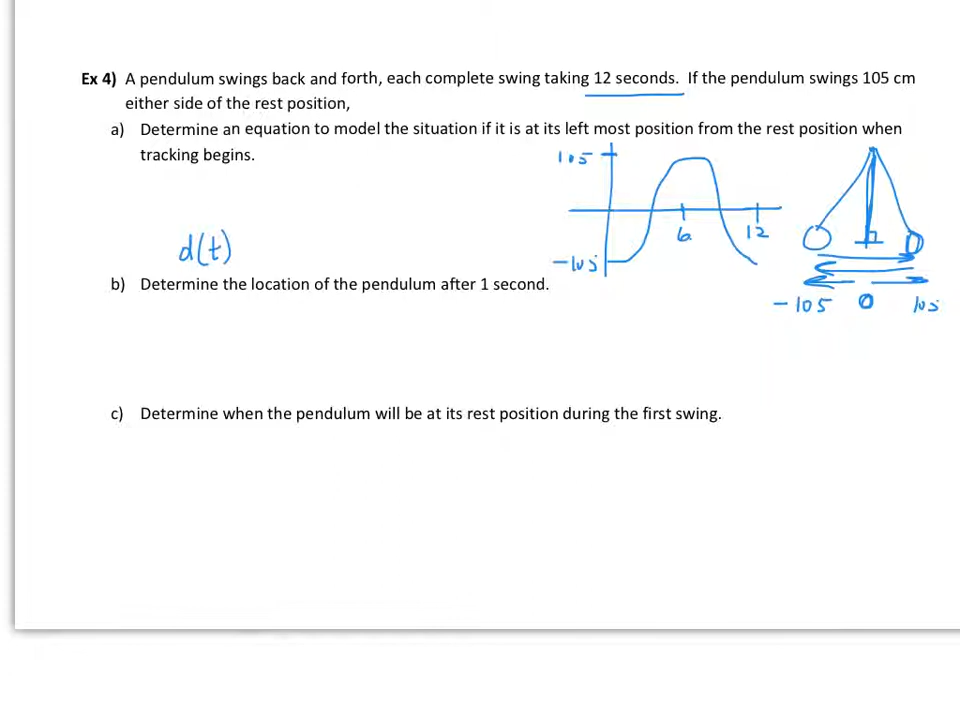 Ex 4) A pendulum swings back and forth, each complete swing taking 12 seconds. If the pendulum swings 105 cm
either side of the rest position,
a) Determine an equation to model the situation if it is at its left most position from the rest position when
tracking begins.
105
6
12
-105
d(t)
-105 0 105
b) Determine the location of the pendulum after 1 second.
c) Determine when the pendulum will be at its rest position during the first swing.